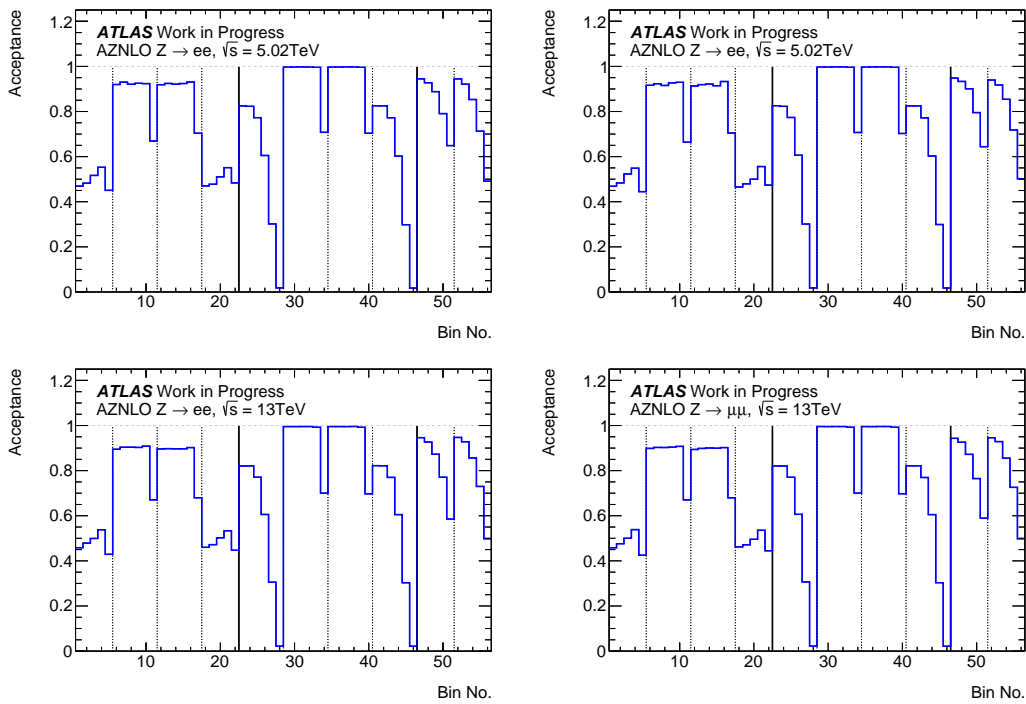 1.2
ATLAS Work in Progress
AZNLO Z → ee, √s = 5.02TeV
Acceptance
1
0.8
0.6
0.4
0.2
0
10 20 30 40 50
Bin No.
1.2
ATLAS Work in Progress
AZNLO Z → ee, √s = 5.02TeV
Acceptance
1
0.8
0.6
0.4
0.2
0
10 20 30 40 50
Bin No.
1.2
ATLAS Work in Progress
AZNLO Z → ee, √s = 13TeV
Acceptance
1
0.8
0.6
0.4
0.2
0
10 20 30 40 50
Bin No.
1.2
ATLAS Work in Progress
AZNLO Z → μμ, √s = 13TeV
Acceptance
1
0.8
0.6
0.4
0.2
0
10 20 30 40 50
Bin No.